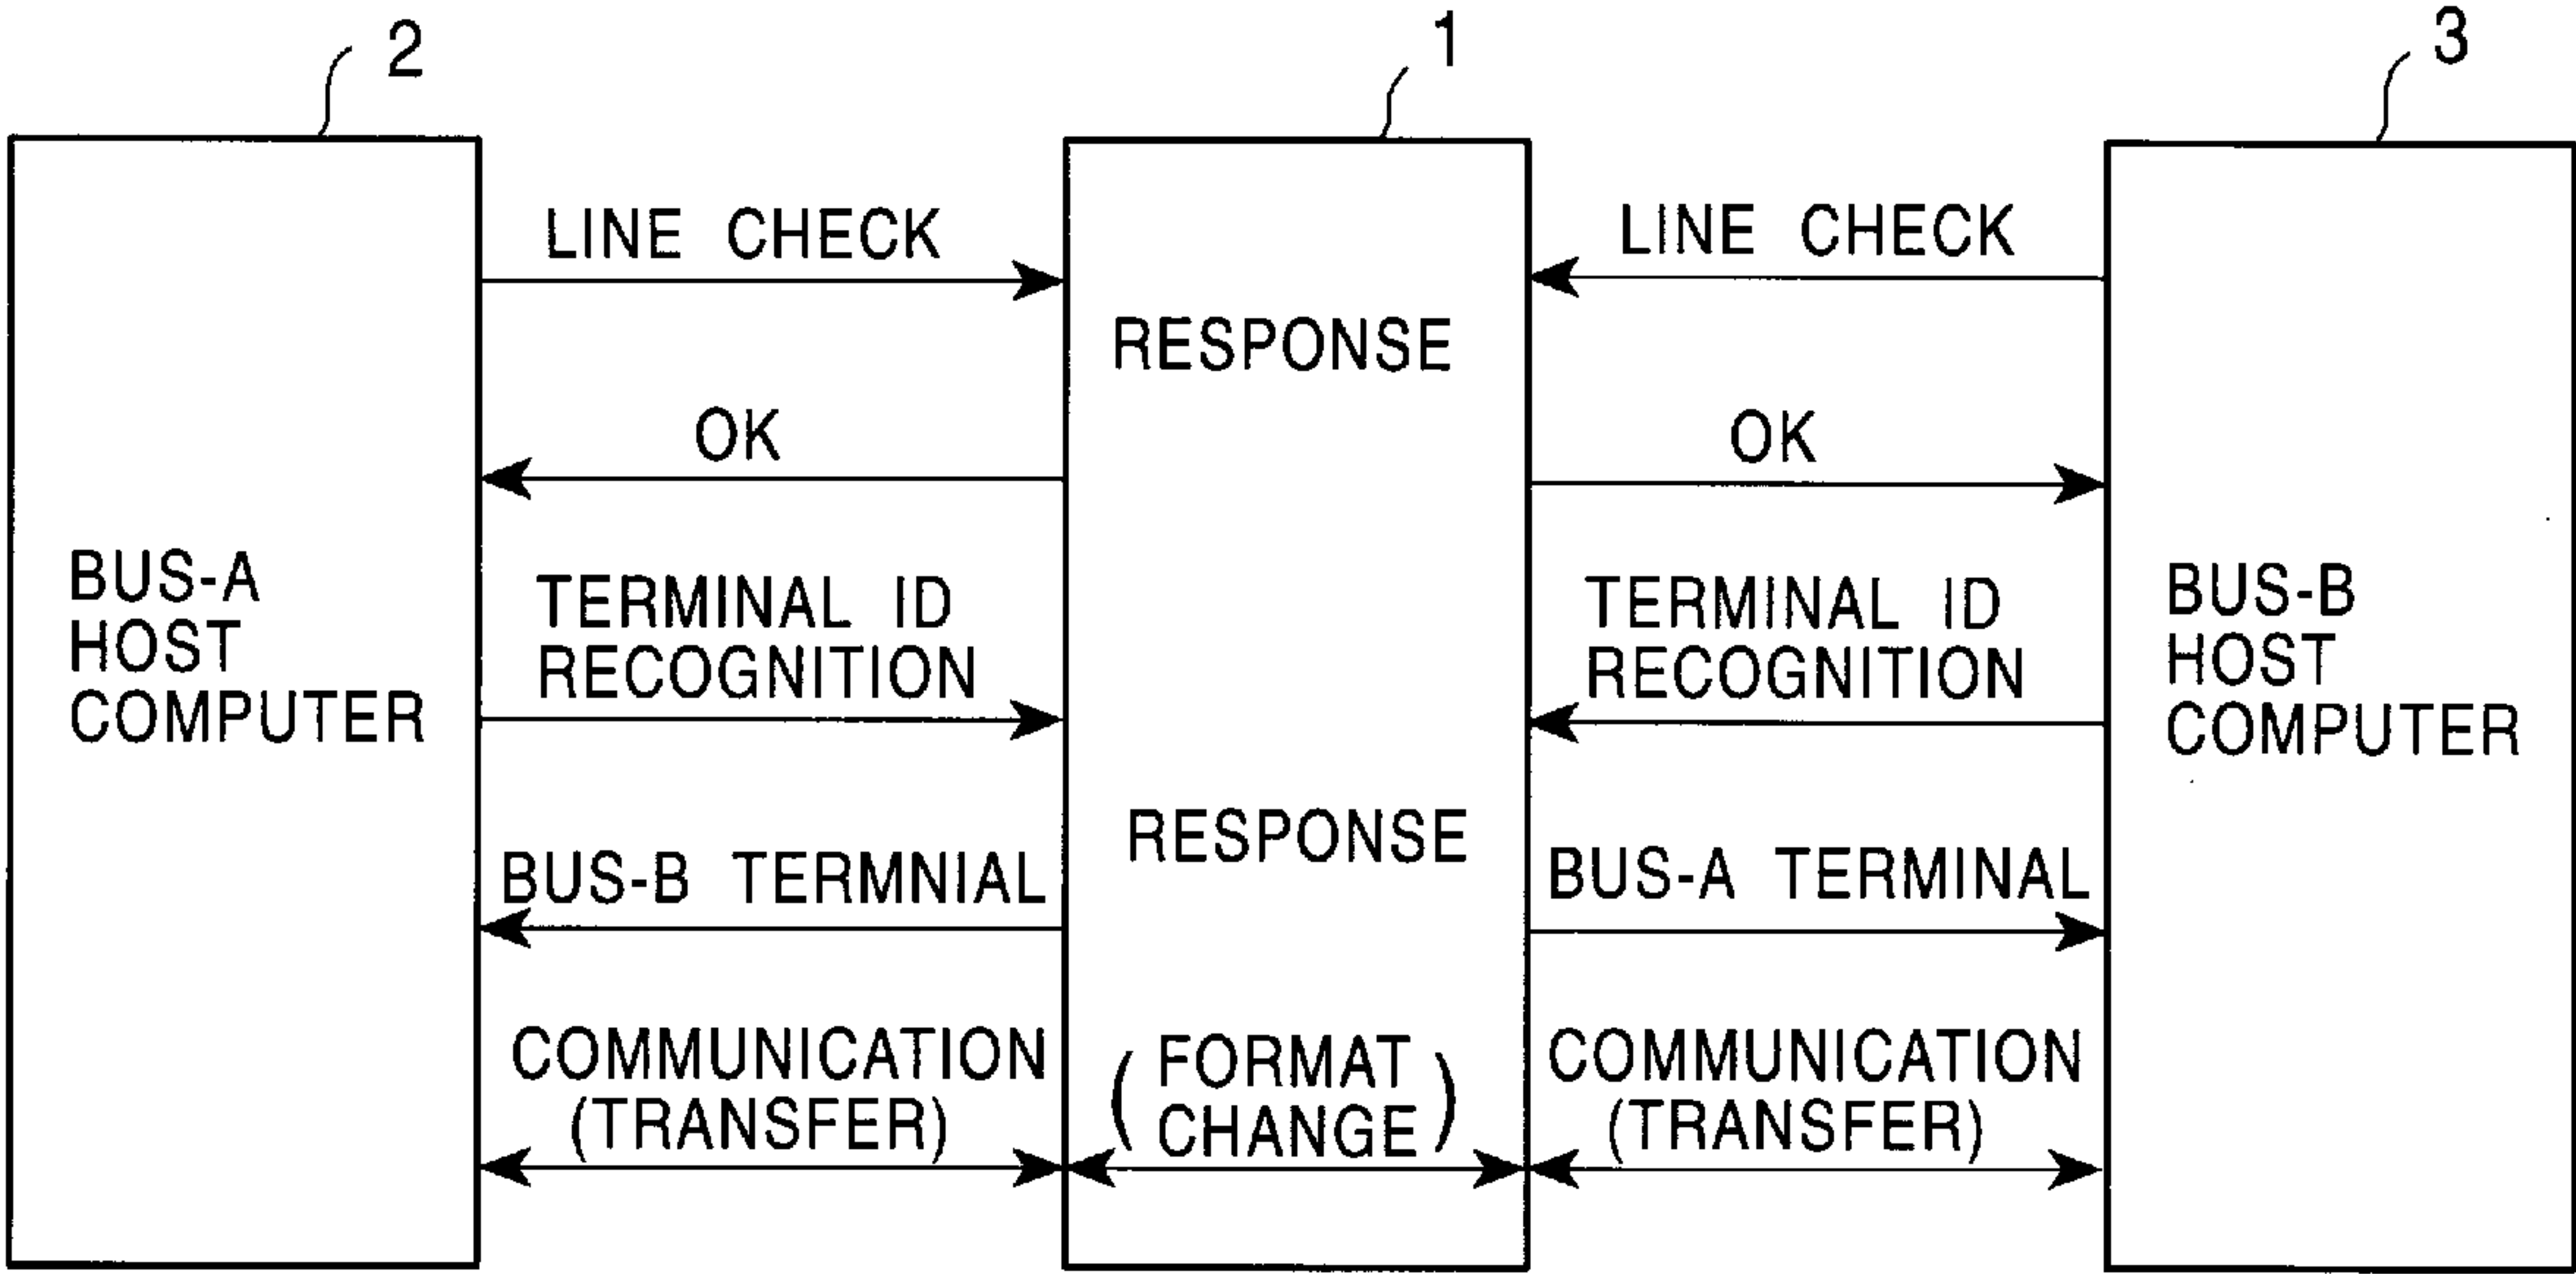 2
1
3
LINE CHECK
LINE CHECK
RESPONSE
OK
OK
BUS-A
HOST
COMPUTER
TERMINAL ID
RECOGNITION
TERMINAL ID
RECOGNITION
BUS-B
HOST
COMPUTER
RESPONSE
BUS-B TERMNIAL
BUS-A TERMINAL
COMMUNICATION
(TRANSFER)
(FORMAT
CHANGE)
COMMUNICATION
(TRANSFER)